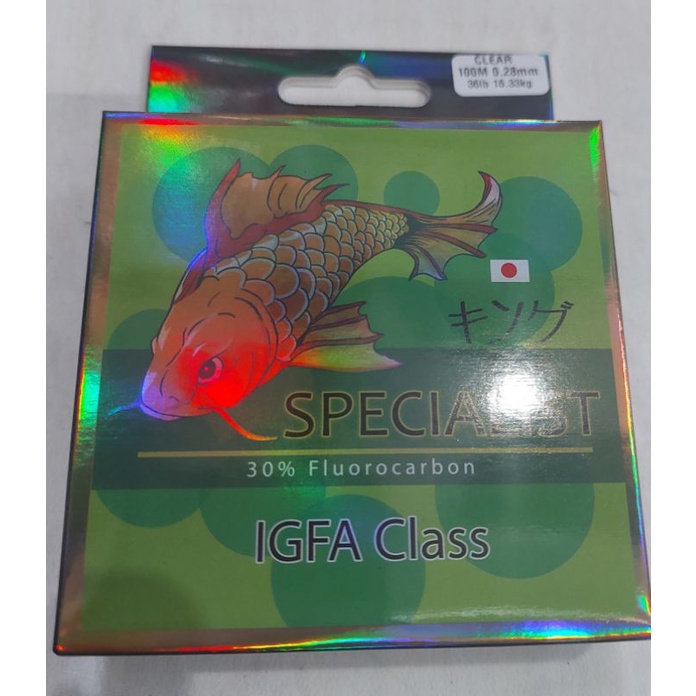 CLEAR
100M 0.28mm
36lb 16.33kg
キング
SPECIALIST
30% Fluorocarbon
IGFA Class